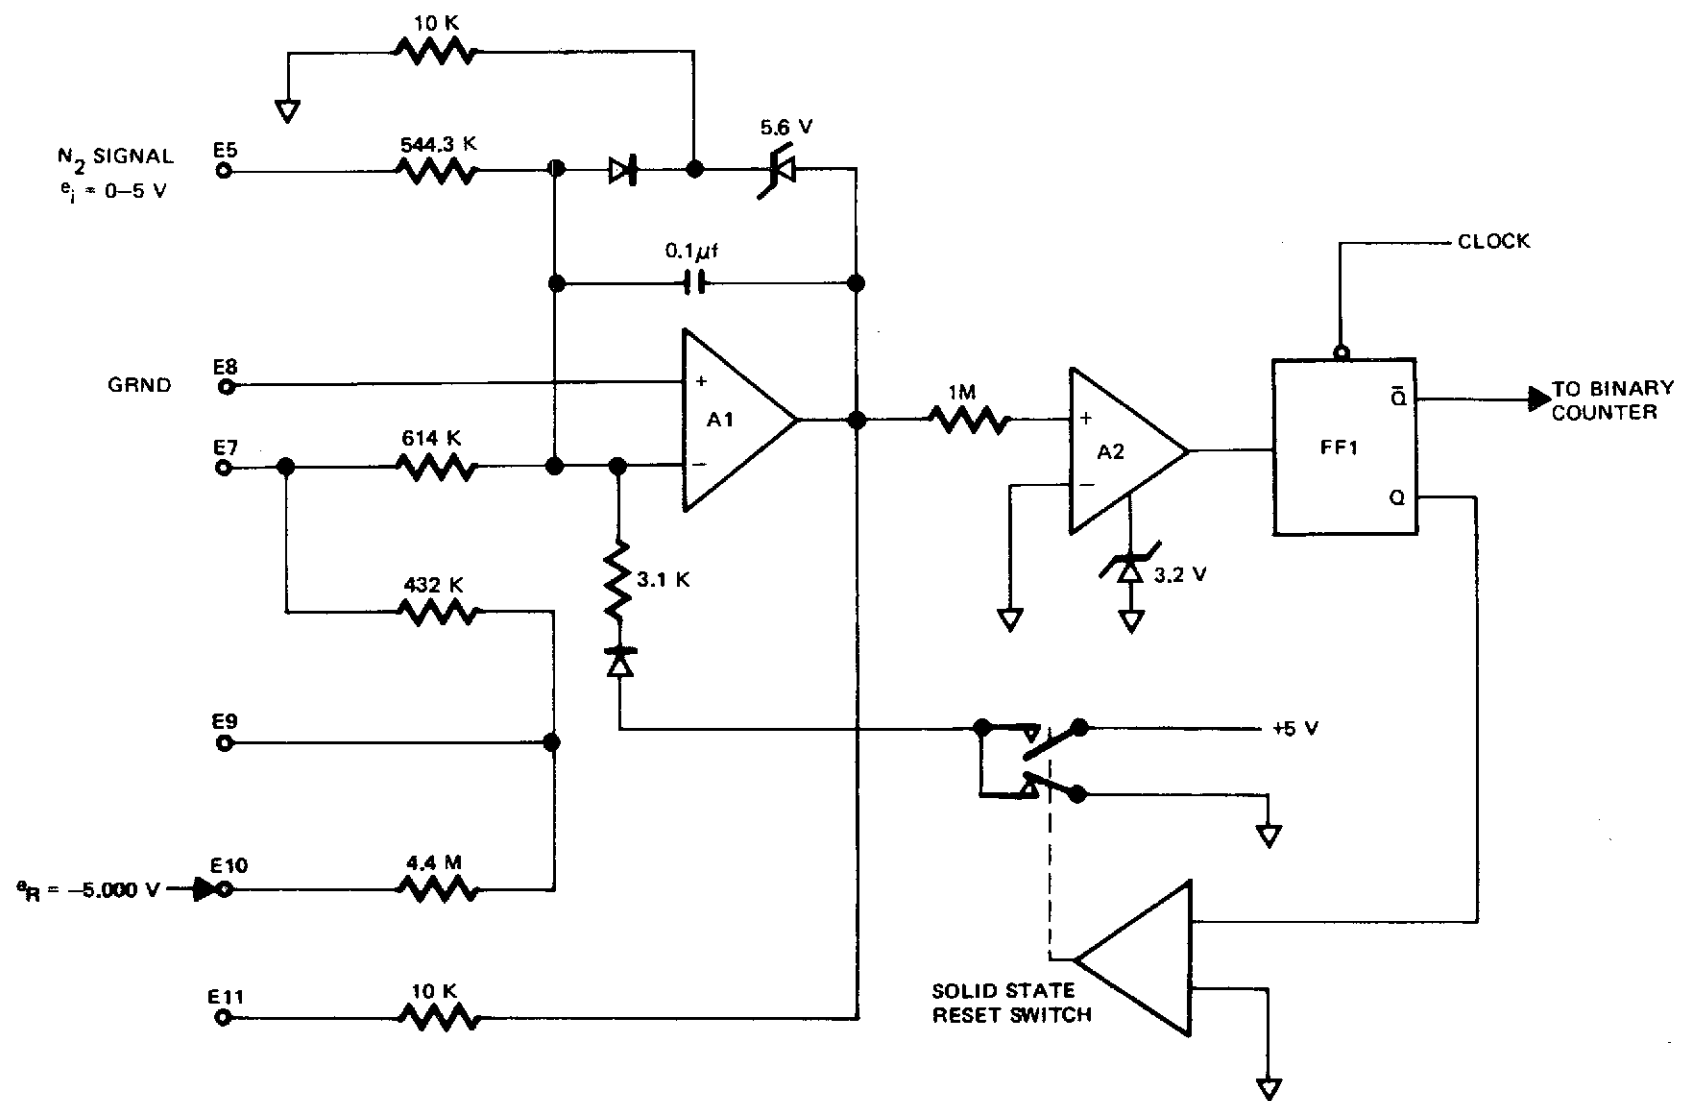 10 K
N2 SIGNAL
ei = 0–5 V
E5
544.3 K
5.6 V
0.1μf
CLOCK
GRND
E8
+
A1
−
1M
+
A2
−
3.2 V
Q̄
FF1
Q
TO BINARY
COUNTER
E7
614 K
3.1 K
432 K
E9
+5 V
eR = −5.000 V
E10
4.4 M
E11
10 K
SOLID STATE
RESET SWITCH